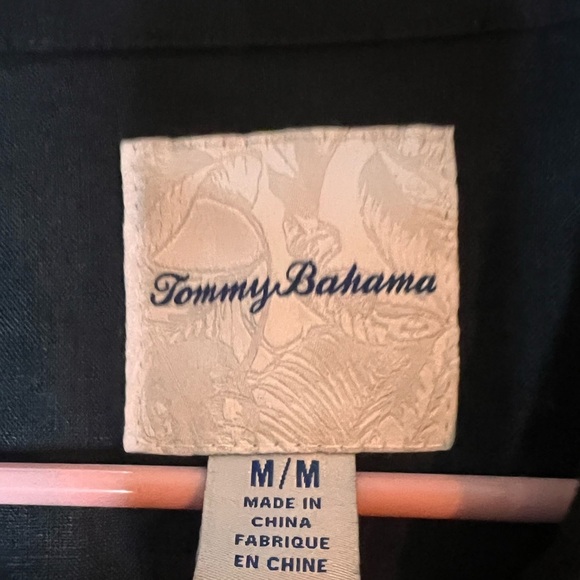 Tommy Bahama
M/M
MADE IN
CHINA
FABRIQUE
EN CHINE